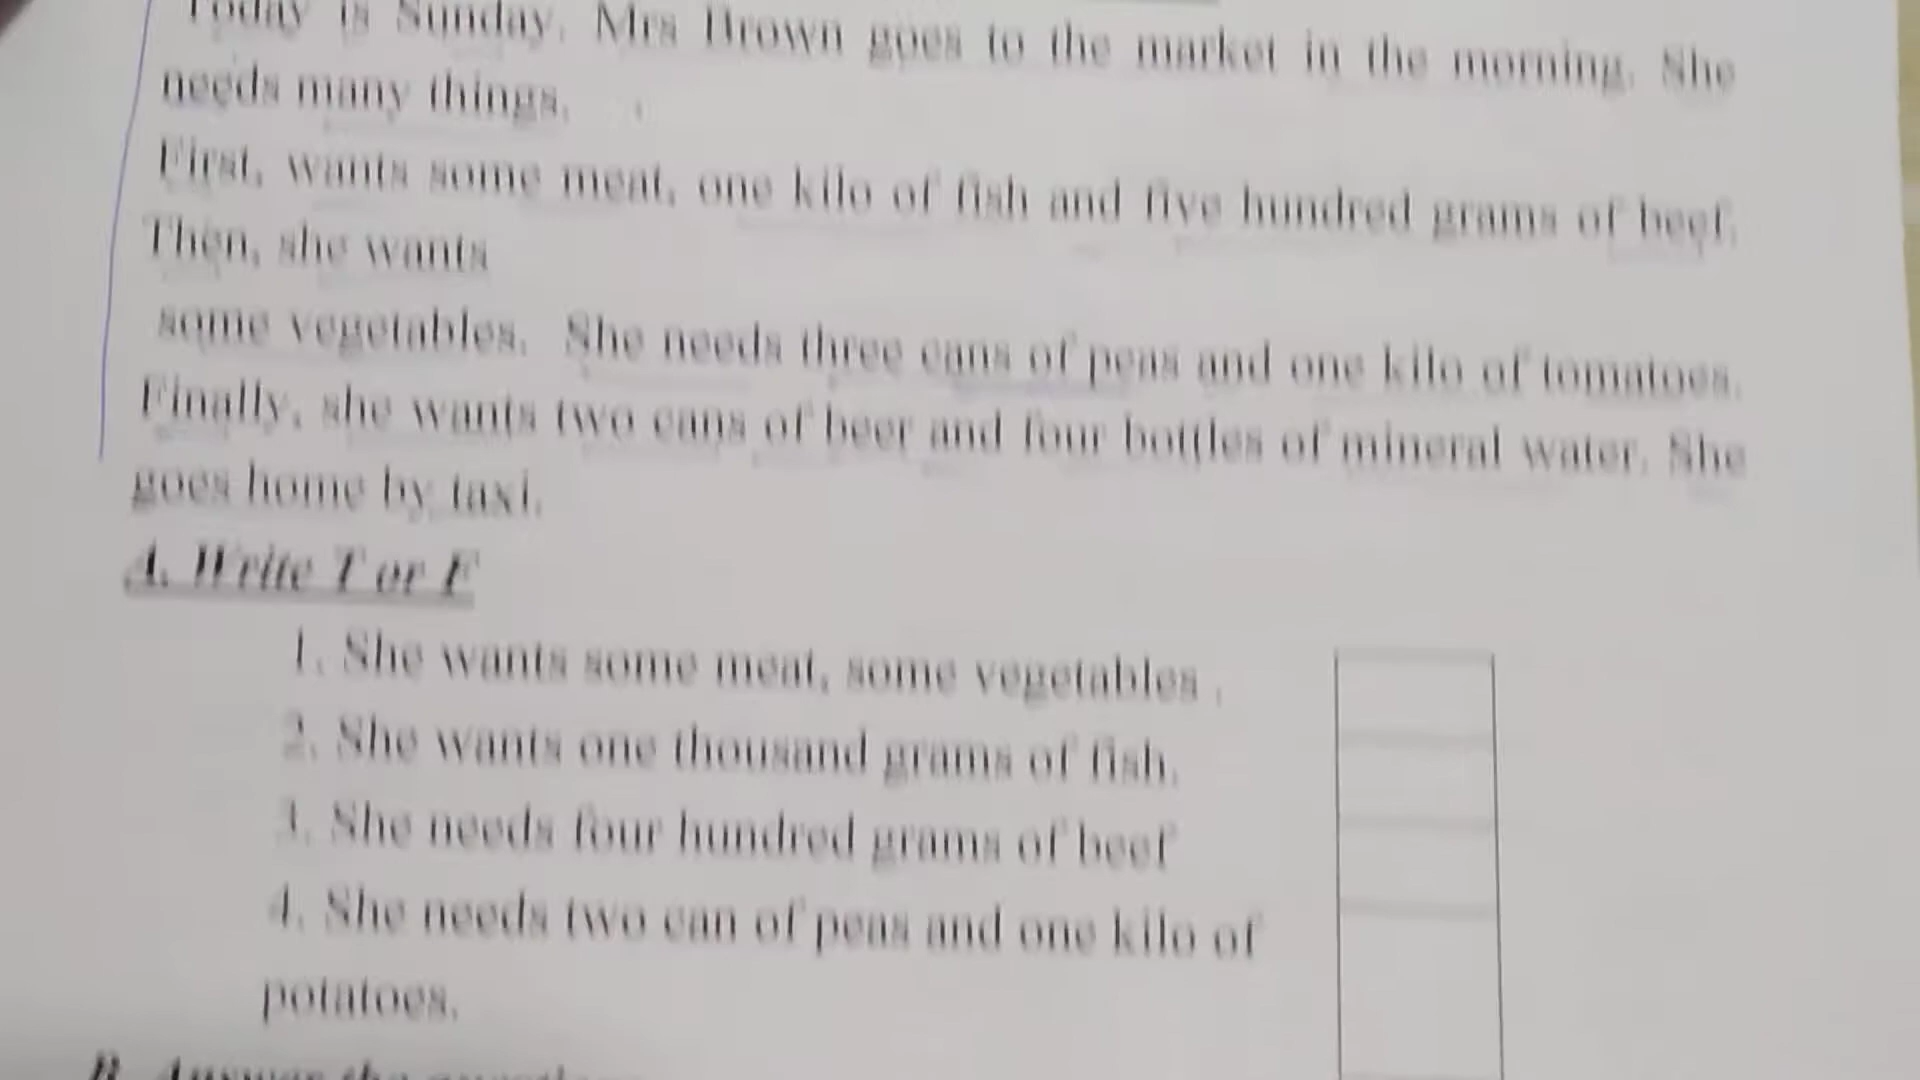 Today is Sunday. Mrs Brown goes to the market in the morning. She
needs many things.
First, wants some meat, one kilo of fish and five hundred grams of beef.
Then, she wants
some vegetables. She needs three cans of peas and one kilo of tomatoes.
Finally, she wants two cans of beer and four bottles of mineral water. She
goes home by taxi.
A. Write T or F
1. She wants some meat, some vegetables .
2. She wants one thousand grams of fish.
3. She needs four hundred grams of beef
4. She needs two can of peas and one kilo of
potatoes.
B. Answer the questions